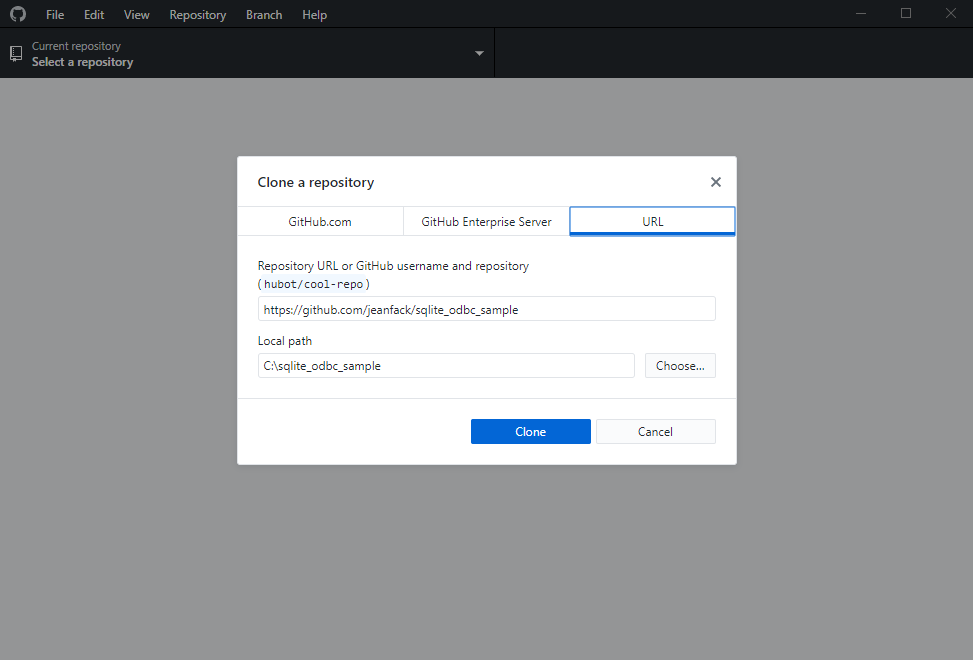 File Edit View Repository Branch Help
Current repository
Select a repository
Clone a repository
GitHub.com GitHub Enterprise Server URL
Repository URL or GitHub username and repository
(hubot/cool-repo)
https://github.com/jeanfack/sqlite_odbc_sample
Local path
C:\sqlite_odbc_sample Choose...
Clone Cancel